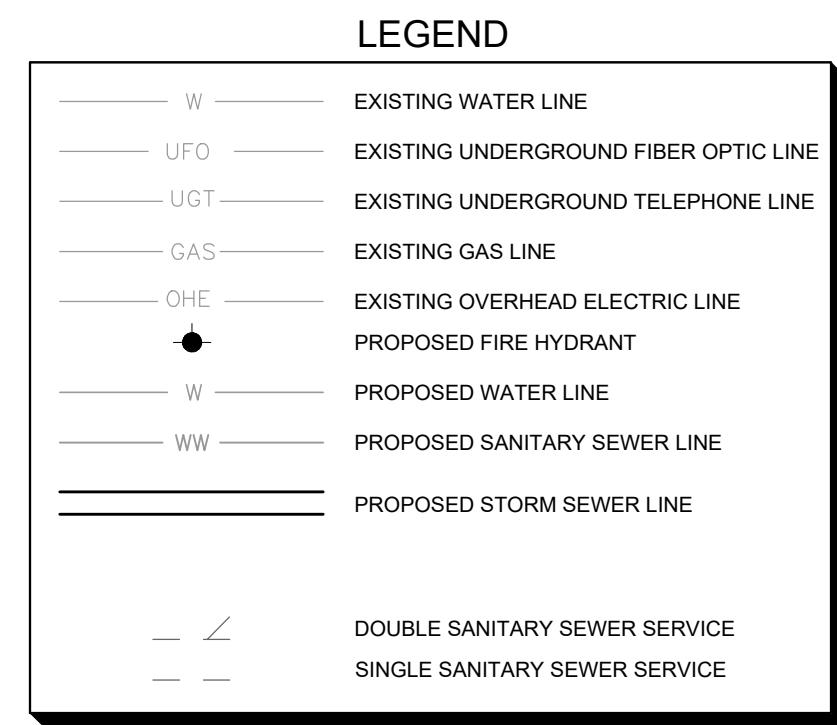 LEGEND
W EXISTING WATER LINE
UFO EXISTING UNDERGROUND FIBER OPTIC LINE
UGT EXISTING UNDERGROUND TELEPHONE LINE
GAS EXISTING GAS LINE
OHE EXISTING OVERHEAD ELECTRIC LINE
PROPOSED FIRE HYDRANT
W PROPOSED WATER LINE
WW PROPOSED SANITARY SEWER LINE
PROPOSED STORM SEWER LINE
DOUBLE SANITARY SEWER SERVICE
SINGLE SANITARY SEWER SERVICE